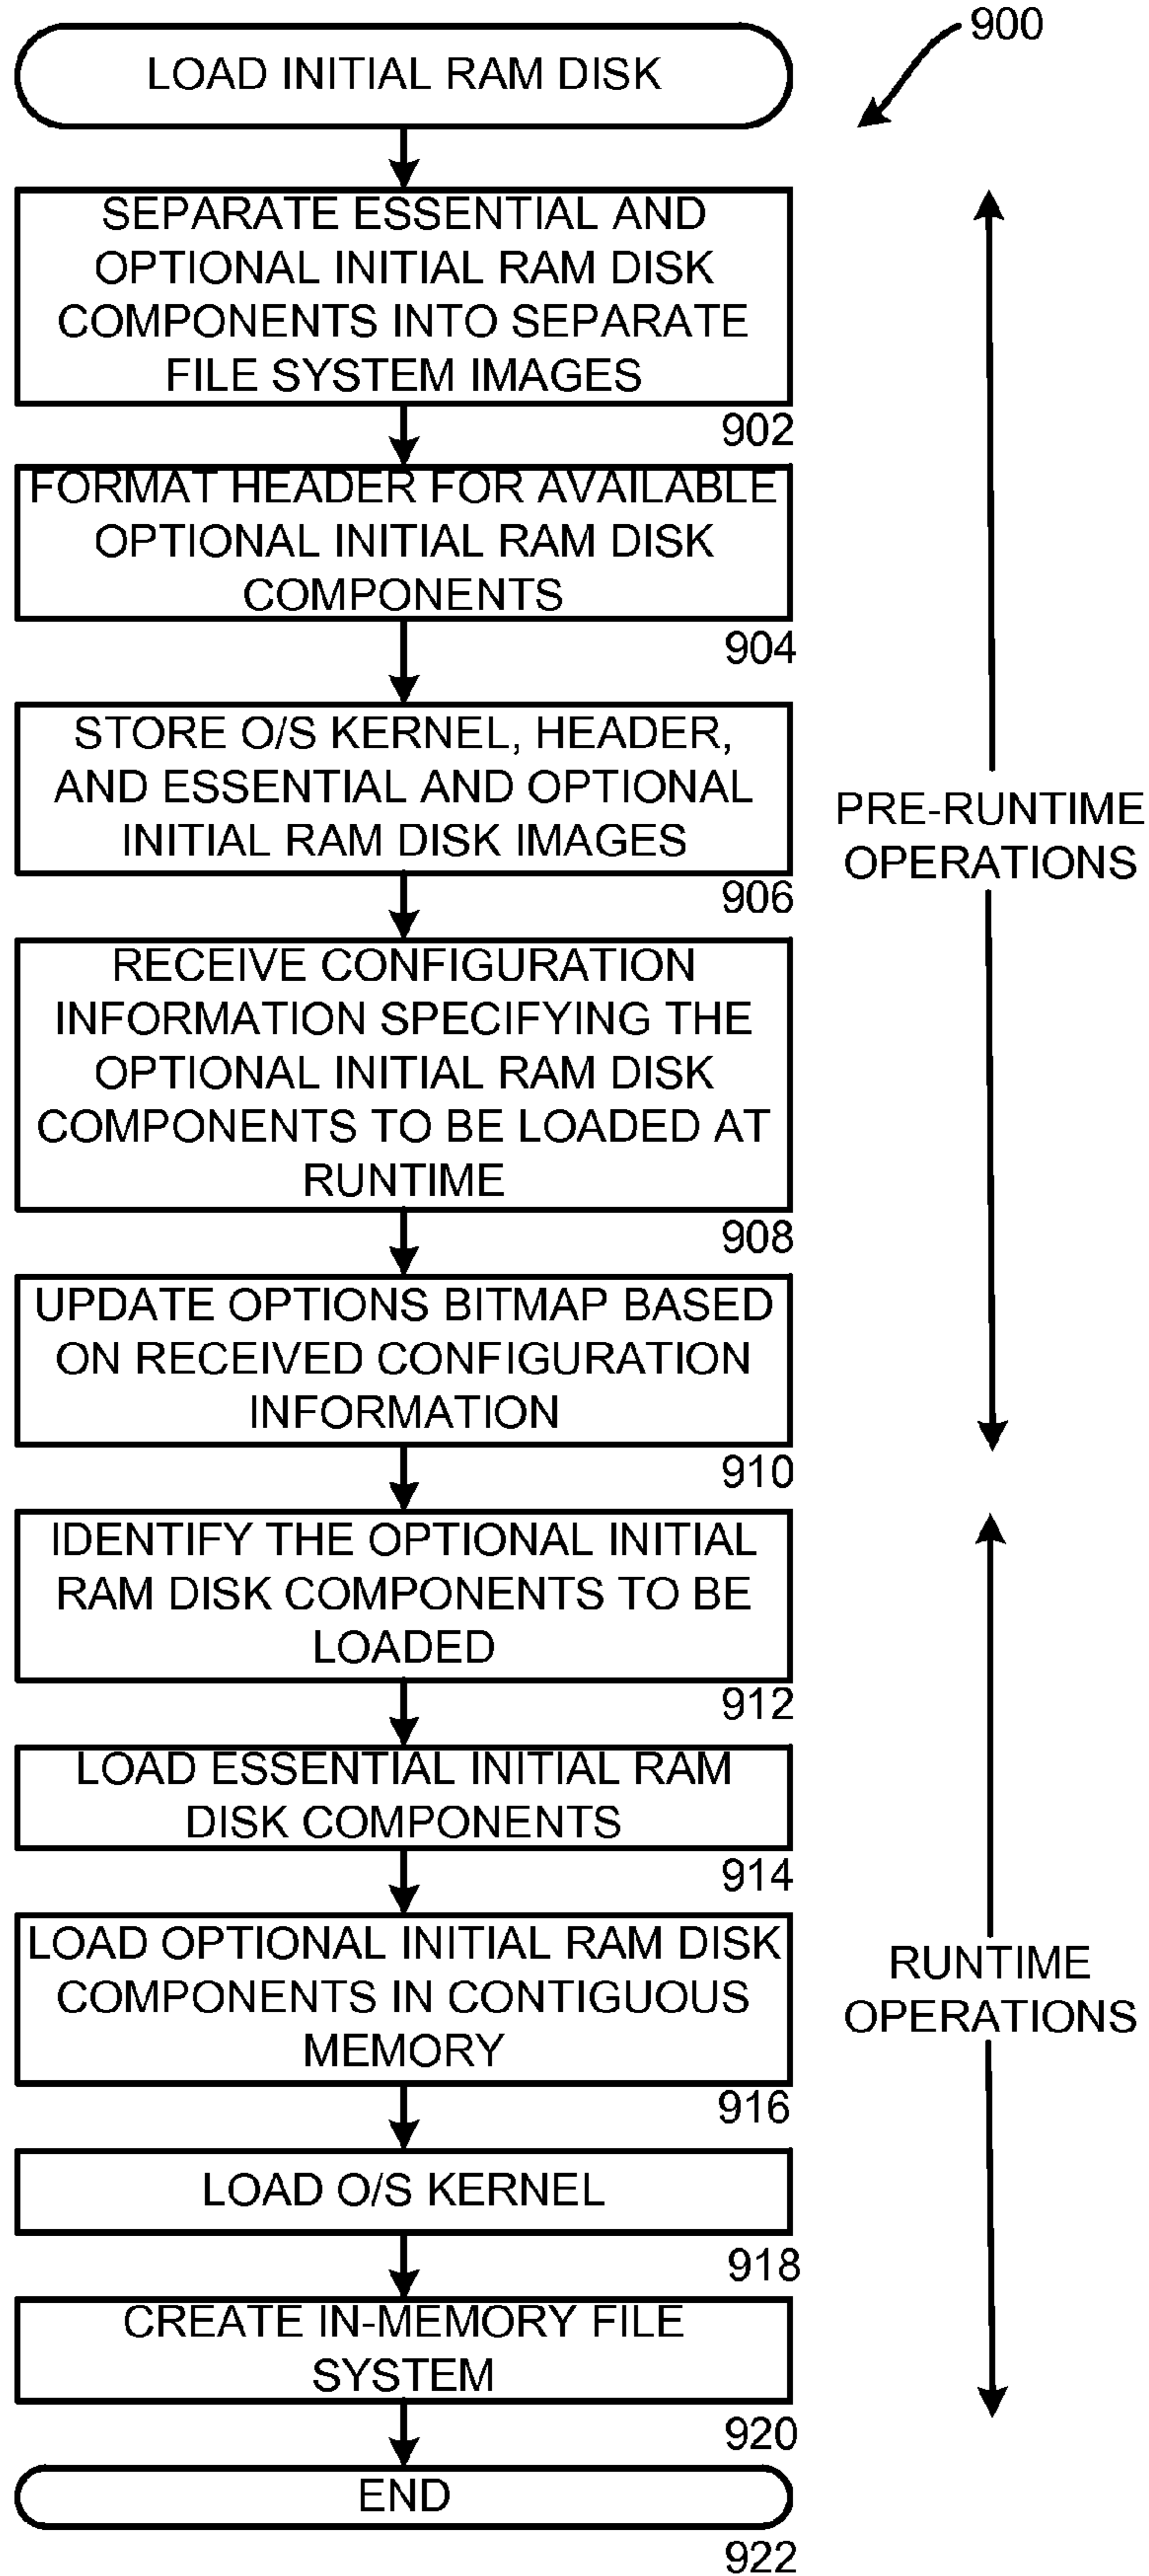 900
LOAD INITIAL RAM DISK
SEPARATE ESSENTIAL AND
OPTIONAL INITIAL RAM DISK
COMPONENTS INTO SEPARATE
FILE SYSTEM IMAGES
902
FORMAT HEADER FOR AVAILABLE
OPTIONAL INITIAL RAM DISK
COMPONENTS
904
STORE O/S KERNEL, HEADER,
AND ESSENTIAL AND OPTIONAL
INITIAL RAM DISK IMAGES
906
PRE-RUNTIME
OPERATIONS
RECEIVE CONFIGURATION
INFORMATION SPECIFYING THE
OPTIONAL INITIAL RAM DISK
COMPONENTS TO BE LOADED AT
RUNTIME
908
UPDATE OPTIONS BITMAP BASED
ON RECEIVED CONFIGURATION
INFORMATION
910
IDENTIFY THE OPTIONAL INITIAL
RAM DISK COMPONENTS TO BE
LOADED
912
LOAD ESSENTIAL INITIAL RAM
DISK COMPONENTS
914
LOAD OPTIONAL INITIAL RAM DISK
COMPONENTS IN CONTIGUOUS
MEMORY
916
RUNTIME
OPERATIONS
LOAD O/S KERNEL
918
CREATE IN-MEMORY FILE
SYSTEM
920
END
922